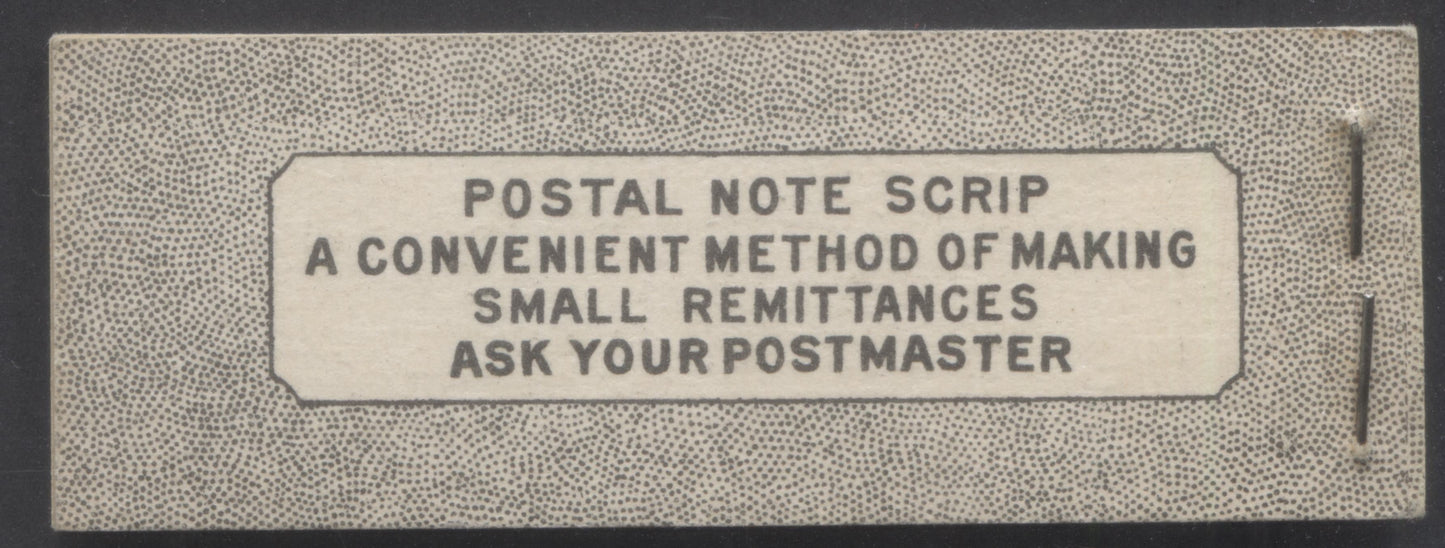 POSTAL NOTE SCRIP
A CONVENIENT METHOD OF MAKING
SMALL REMITTANCES
ASK YOUR POSTMASTER